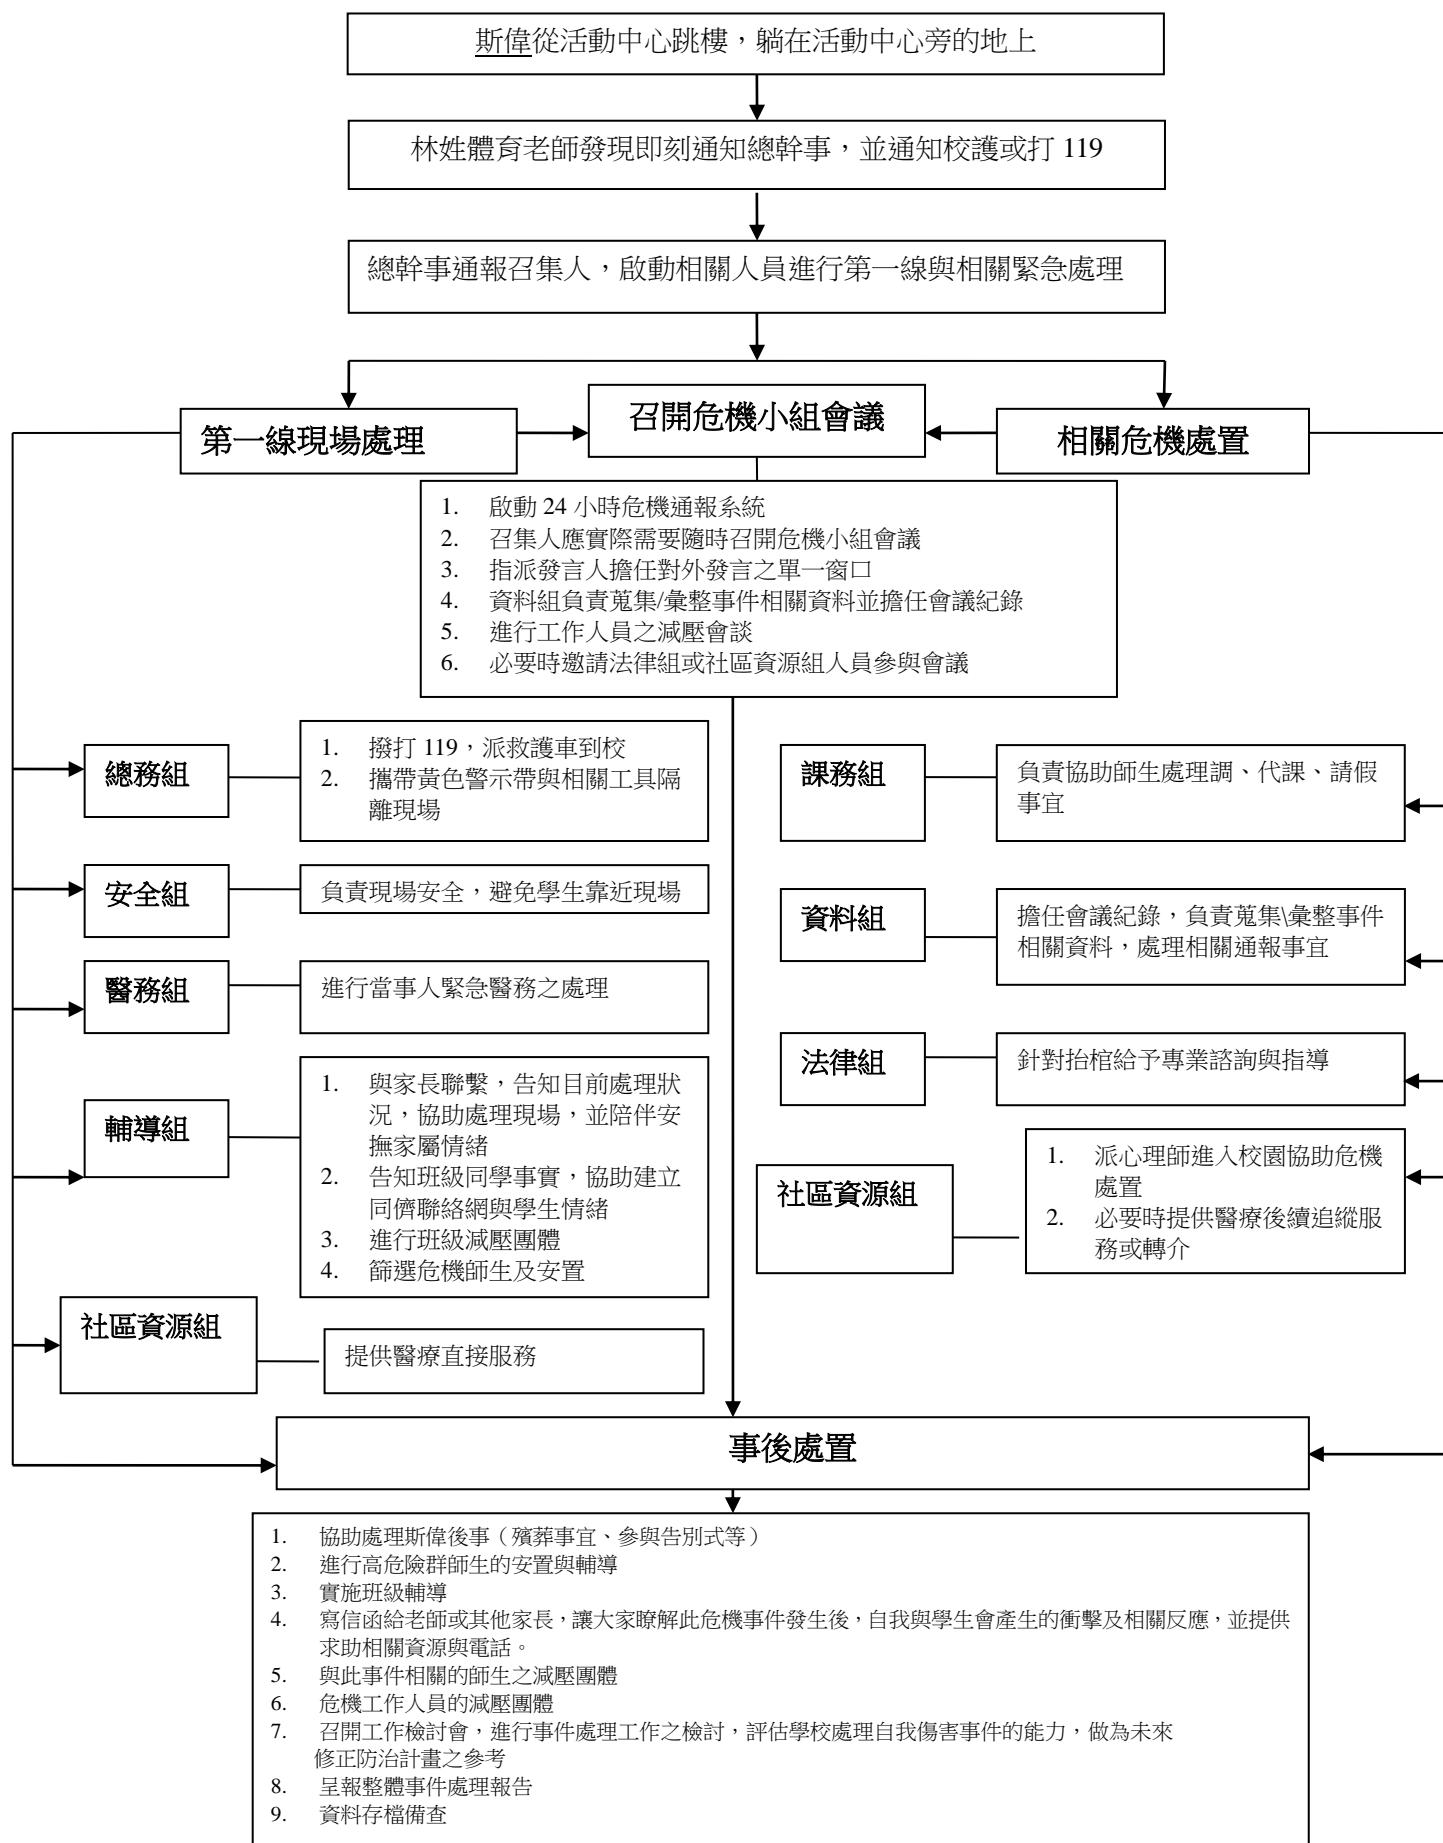 斯偉從活動中心跳樓，躺在活動中心旁的地上
林姓體育老師發現即刻通知總幹事，並通知校護或打 119
總幹事通報召集人，啟動相關人員進行第一線與相關緊急處理
第一線現場處理
召開危機小組會議
相關危機處置
1. 啟動 24 小時危機通報系統
2. 召集人應實際需要隨時召開危機小組會議
3. 指派發言人擔任對外發言之單一窗口
4. 資料組負責蒐集/彙整事件相關資料並擔任會議紀錄
5. 進行工作人員之減壓會談
6. 必要時邀請法律組或社區資源組人員參與會議
總務組
1. 撥打 119，派救護車到校
2. 攜帶黃色警示帶與相關工具隔
離現場
安全組
負責現場安全，避免學生靠近現場
醫務組
進行當事人緊急醫務之處理
輔導組
1. 與家長聯繫，告知目前處理狀
況，協助處理現場，並陪伴安
撫家屬情緒
2. 告知班級同學事實，協助建立
同儕聯絡網與學生情緒
3. 進行班級減壓團體
4. 篩選危機師生及安置
社區資源組
提供醫療直接服務
課務組
負責協助師生處理調、代課、請假
事宜
資料組
擔任會議紀錄，負責蒐集\彙整事件
相關資料，處理相關通報事宜
法律組
針對抬棺給予專業諮詢與指導
社區資源組
1. 派心理師進入校園協助危機
處置
2. 必要時提供醫療後續追縱服
務或轉介
事後處置
1. 協助處理斯偉後事（殯葬事宜、參與告別式等）
2. 進行高危險群師生的安置與輔導
3. 實施班級輔導
4. 寫信函給老師或其他家長，讓大家瞭解此危機事件發生後，自我與學生會產生的衝擊及相關反應，並提供
求助相關資源與電話。
5. 與此事件相關的師生之減壓團體
6. 危機工作人員的減壓團體
7. 召開工作檢討會，進行事件處理工作之檢討，評估學校處理自我傷害事件的能力，做為未來
修正防治計畫之參考
8. 呈報整體事件處理報告
9. 資料存檔備查